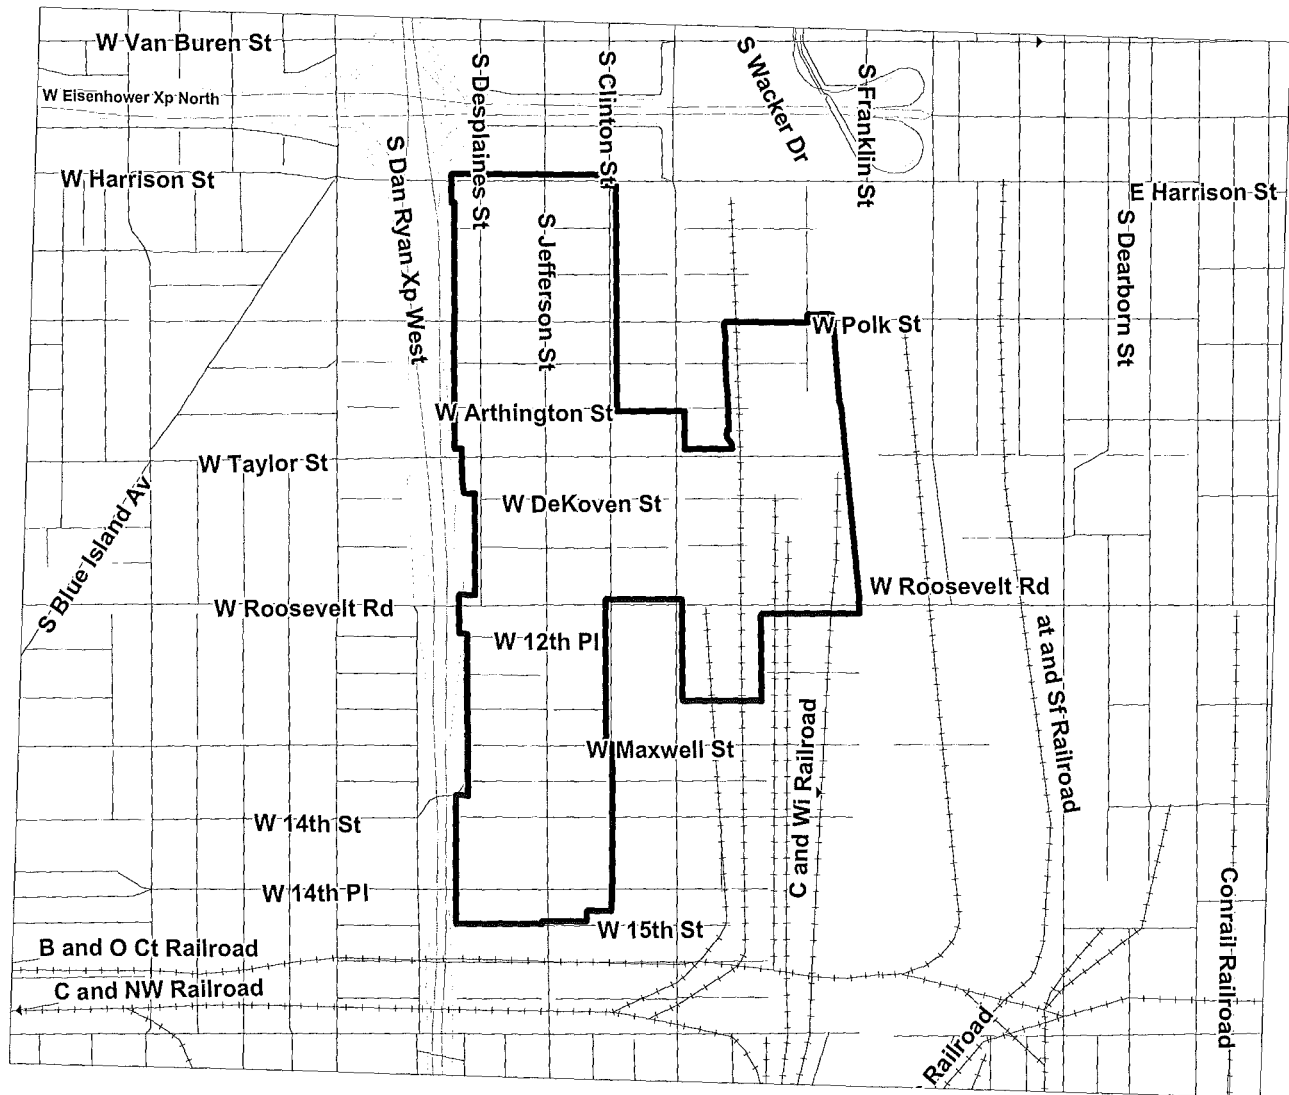 W Van Buren St
W Eisenhower Xp North
S Desplaines St
S Clinton St
S Wacker Dr
S Franklin St
W Harrison St
S Dan Ryan Xp West
E Harrison St
S Jefferson St
S Dearborn St
W Polk St
W Arthington St
W Taylor St
S Blue Island Av
W DeKoven St
W Roosevelt Rd
W Roosevelt Rd
W 12th Pl
at and Sf Railroad
W Maxwell St
C and Wi Railroad
W 14th St
W 14th Pl
W 15th St
Conrail Railroad
B and O Ct Railroad
C and NW Railroad
Railroad